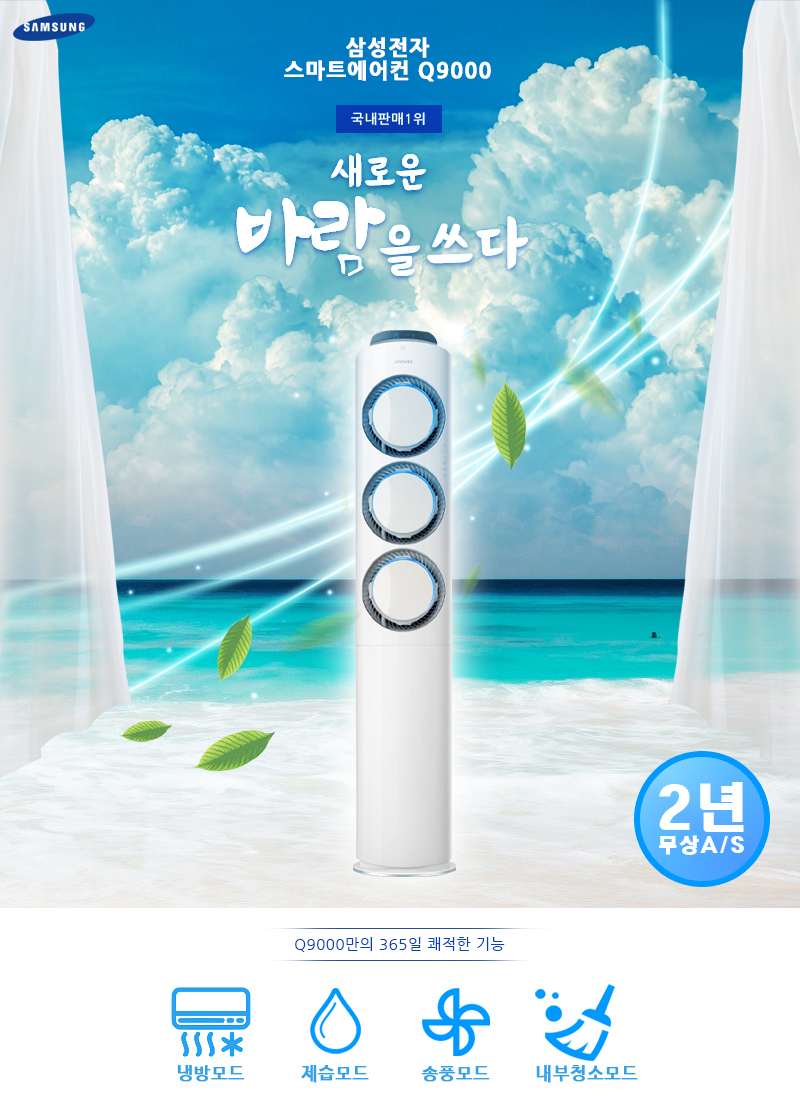 SAMSUNG
삼성전자
스마트에어컨 Q9000
국내판매1위
새로운
바람을 쓰다
SAMSUNG
2년
무상A/S
Q9000만의 365일 쾌적한 기능
냉방모드
제습모드
송풍모드
내부청소모드